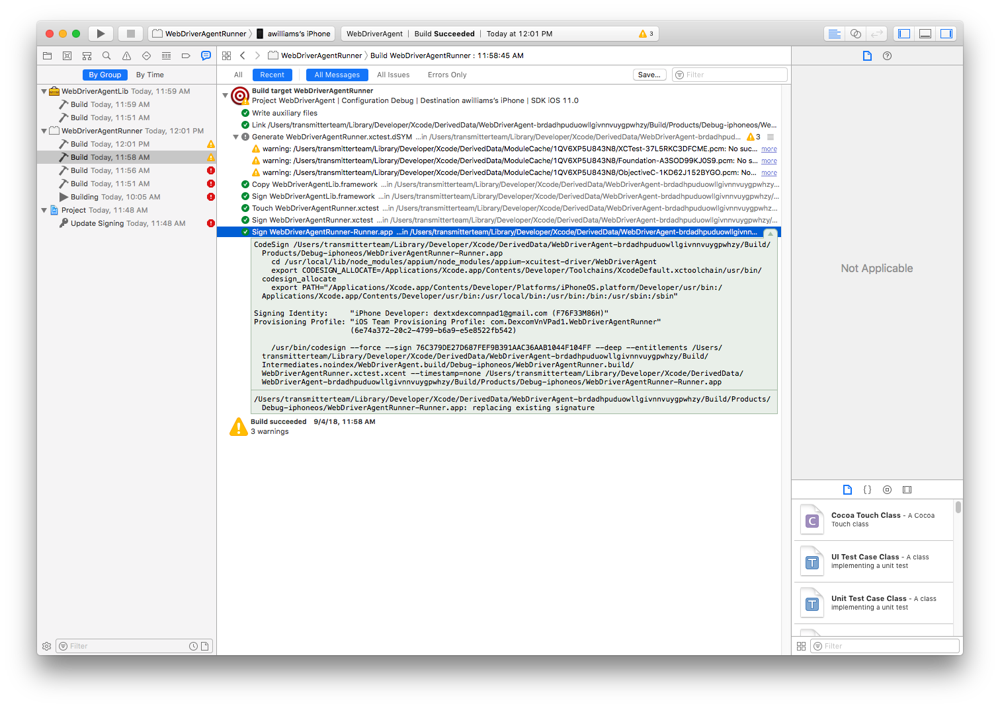 WebDriverAgentRunner 〉 awilliams's iPhone
WebDriverAgent | Build Succeeded | Today at 12:01 PM
3
WebDriverAgentRunner 〉 Build WebDriverAgentRunner : 11:58:45 AM
By Group By Time
All Recent All Messages All Issues Errors Only Save... Filter
WebDriverAgentLib Today, 11:59 AM
Build Today, 11:59 AM
Build Today, 11:51 AM
WebDriverAgentRunner Today, 12:01 PM
Build Today, 12:01 PM
Build Today, 11:58 AM
Build Today, 11:56 AM
Build Today, 11:51 AM
Building Today, 10:05 AM
Project Today, 11:48 AM
Update Signing Today, 11:48 AM
Filter
Build target WebDriverAgentRunner
Project WebDriverAgent | Configuration Debug | Destination awilliams's iPhone | SDK iOS 11.0
Write auxiliary files
Link /Users/transmitterteam/Library/Developer/Xcode/DerivedData/WebDriverAgent-brdadhpuduowllgivnnvuygpwhzy/Build/Products/Debug-iphoneos/We...
Generate WebDriverAgentRunner.xctest.dSYM ...in /Users/transmitterteam/Library/Developer/Xcode/DerivedData/WebDriverAgent-brdadhpud... 3
warning: /Users/transmitterteam/Library/Developer/Xcode/DerivedData/ModuleCache/1QV6XP5U843N8/XCTest-37L5RKC3DFCME.pcm: No suc... more
warning: /Users/transmitterteam/Library/Developer/Xcode/DerivedData/ModuleCache/1QV6XP5U843N8/Foundation-A3SOD99KJ0S9.pcm: No s... more
warning: /Users/transmitterteam/Library/Developer/Xcode/DerivedData/ModuleCache/1QV6XP5U843N8/ObjectiveC-1KD62J152BYGO.pcm: No... more
Copy WebDriverAgentLib.framework ...in /Users/transmitterteam/Library/Developer/Xcode/DerivedData/WebDriverAgent-brdadhpuduowllgivnnvuygpwhzy...
Sign WebDriverAgentLib.framework ...in /Users/transmitterteam/Library/Developer/Xcode/DerivedData/WebDriverAgent-brdadhpuduowllgivnnvuygpwhzy/...
Touch WebDriverAgentRunner.xctest ...in /Users/transmitterteam/Library/Developer/Xcode/DerivedData/WebDriverAgent-brdadhpuduowllgivnnvuygpwhzy...
Sign WebDriverAgentRunner.xctest ...in /Users/transmitterteam/Library/Developer/Xcode/DerivedData/WebDriverAgent-brdadhpuduowllgivnnvuygpwhzy/...
Sign WebDriverAgentRunner-Runner.app ...in /Users/transmitterteam/Library/Developer/Xcode/DerivedData/WebDriverAgent-brdadhpuduowllgivnn...
CodeSign /Users/transmitterteam/Library/Developer/Xcode/DerivedData/WebDriverAgent-brdadhpuduowllgivnnvuygpwhzy/Build/
Products/Debug-iphoneos/WebDriverAgentRunner-Runner.app
cd /usr/local/lib/node_modules/appium/node_modules/appium-xcuitest-driver/WebDriverAgent
export CODESIGN_ALLOCATE=/Applications/Xcode.app/Contents/Developer/Toolchains/XcodeDefault.xctoolchain/usr/bin/
codesign_allocate
export PATH="/Applications/Xcode.app/Contents/Developer/Platforms/iPhoneOS.platform/Developer/usr/bin:/
Applications/Xcode.app/Contents/Developer/usr/bin:/usr/local/bin:/usr/bin:/bin:/usr/sbin:/sbin"
Signing Identity: "iPhone Developer: dextxdexcomnpad1@gmail.com (F76F33M86H)"
Provisioning Profile: "iOS Team Provisioning Profile: com.DexcomVnVPad1.WebDriverAgentRunner"
(6e74a372-20c2-4799-b6a9-e5e8522fb542)
/usr/bin/codesign --force --sign 76C379DE27D687FEF9B391AAC36AAB1044F104FF --deep --entitlements /Users/
transmitterteam/Library/Developer/Xcode/DerivedData/WebDriverAgent-brdadhpuduowllgivnnvuygpwhzy/Build/
Intermediates.noindex/WebDriverAgent.build/Debug-iphoneos/WebDriverAgentRunner.build/
WebDriverAgentRunner.xctest.xcent --timestamp=none /Users/transmitterteam/Library/Developer/Xcode/DerivedData/
WebDriverAgent-brdadhpuduowllgivnnvuygpwhzy/Build/Products/Debug-iphoneos/WebDriverAgentRunner-Runner.app
/Users/transmitterteam/Library/Developer/Xcode/DerivedData/WebDriverAgent-brdadhpuduowllgivnnvuygpwhzy/Build/Products/
Debug-iphoneos/WebDriverAgentRunner-Runner.app: replacing existing signature
Build succeeded 9/4/18, 11:58 AM
3 warnings
Not Applicable
{}
C
Cocoa Touch Class - A Cocoa
Touch class
T
UI Test Case Class - A class
implementing a unit test
T
Unit Test Case Class - A class
implementing a unit test
Filter